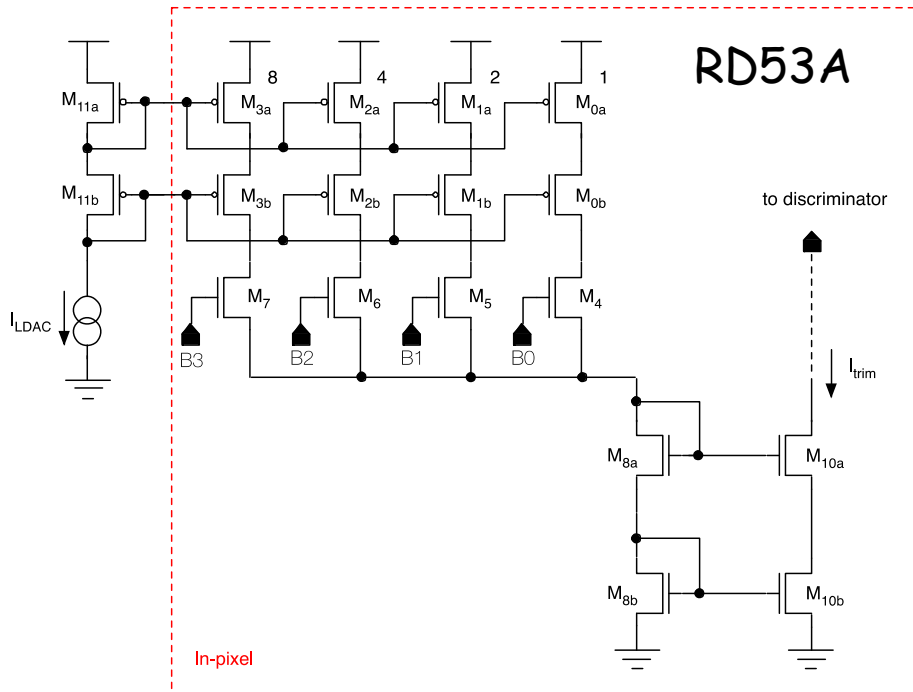 RD53A
8
4
2
1
M11a
M3a
M2a
M1a
M0a
M11b
M3b
M2b
M1b
M0b
to discriminator
M7
M6
M5
M4
ILDAC
B3
B2
B1
B0
Itrim
M8a
M10a
M8b
M10b
In-pixel